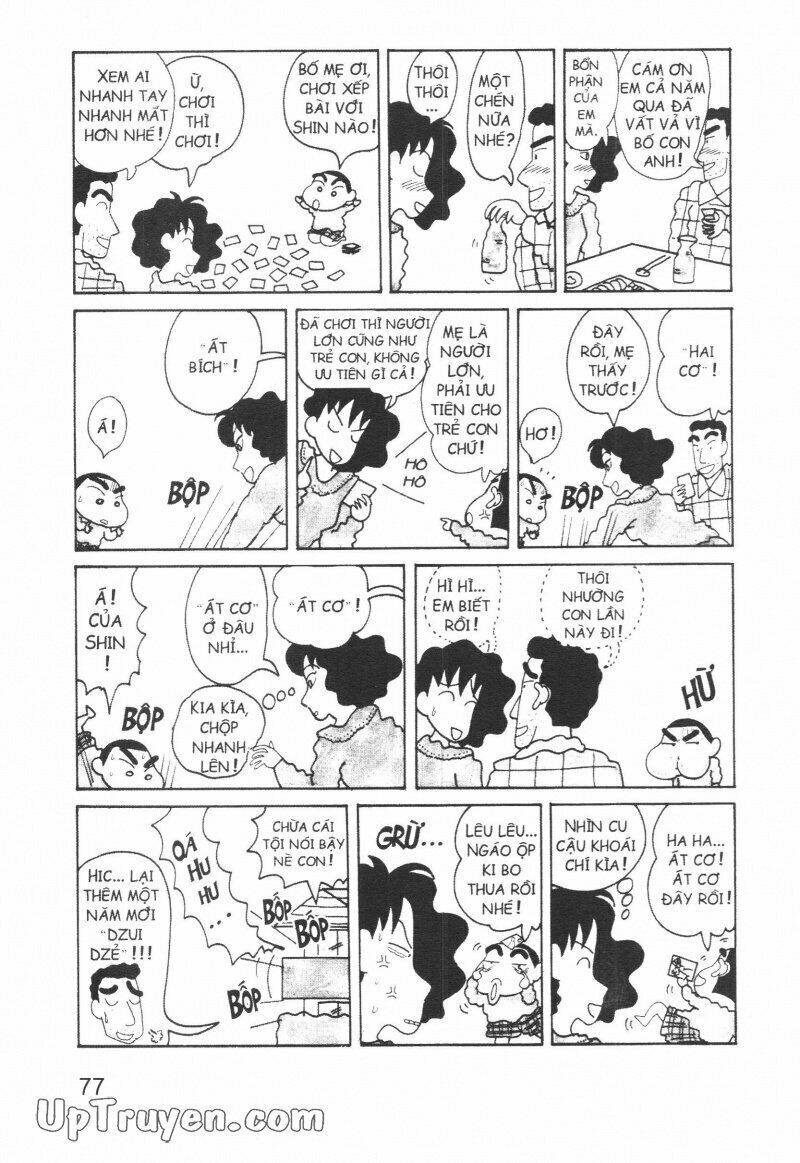 CÁM ƠN
EM CẢ NĂM
QUA ĐÃ
VẤT VẢ VÌ
BỐ CON
ANH!
BỔN
PHẬN
CỦA
EM
MÀ.
MỘT
CHÉN
NỮA
NHÉ?
THÔI
THÔI
...
BỐ MẸ ƠI,
CHƠI XẾP
BÀI VỚI
SHIN NÀO!
Ừ,
CHƠI
THÌ
CHƠI!
XEM AI
NHANH TAY
NHANH MẮT
HƠN NHÉ!
"HAI
CƠ"!
ĐÂY
RỒI, MẸ
THẤY
TRƯỚC!
HƠ!
BỘP
MẸ LÀ
NGƯỜI
LỚN,
PHẢI ƯU
TIÊN CHO
TRẺ CON
CHỨ!
ĐÃ CHƠI THÌ NGƯỜI
LỚN CŨNG NHƯ
TRẺ CON, KHÔNG
ƯU TIÊN GÌ CẢ!
HÔ
HÔ
"ÁT
BÍCH"!
Á!
BỘP
THÔI
NHƯỜNG
CON LẦN
NÀY ĐI!
HÌ HÌ...
EM BIẾT
RỒI!
HỪ
"ÁT CƠ"!
"ÁT CƠ"
Ở ĐÂU
NHỈ...
KIA KÌA,
CHỘP
NHANH
LÊN!
Á!
CỦA
SHIN
!
BỘP
HA HA...
ÁT CƠ!
ÁT CƠ
ĐÂY RỒI!
NHÌN CU
CẬU KHOÁI
CHÍ KÌA!
LÊU LÊU...
NGÁO ỘP
KI BO
THUA RỒI
NHÉ!
GRỪ...
CHỪA CÁI
TỘI NÓI BẬY
NÈ CON!
BỐP
BỐP
BỐP
OÁ
HU
HU
...
HIC... LẠI
THÊM MỘT
NĂM MỚI
"DZUI
DZẺ"!!!
77
UpTruyen.com